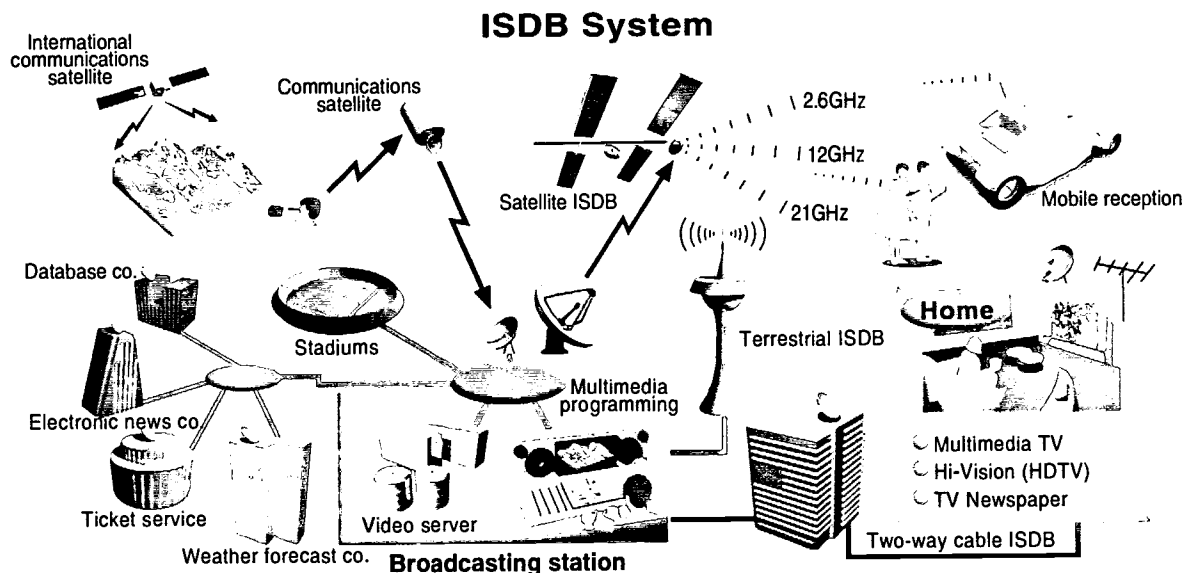 ISDB System
International
communications
satellite
Communications
satellite
2.6GHz
12GHz
21GHz
Satellite ISDB
Mobile reception
Database co.
Stadiums
Home
Terrestrial ISDB
Multimedia
programming
Electronic news co.
Multimedia TV
Hi-Vision (HDTV)
TV Newspaper
Ticket service
Video server
Weather forecast co.
Two-way cable ISDB
Broadcasting station